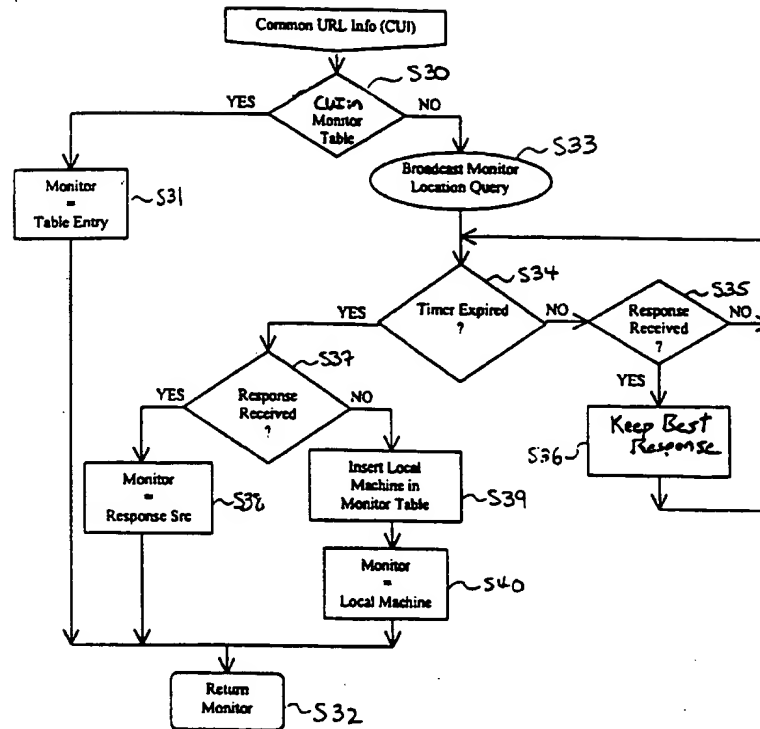 Common URL Info (CUI)
S30
YES
CUI in
Monitor
Table
NO
S33
Broadcast Monitor
Location Query
Monitor
=
Table Entry
S31
S34
Timer Expired
?
YES
NO
S35
Response
Received
?
NO
YES
S37
Response
Received
?
YES
NO
Keep Best
Response
S36
Monitor
=
Response Src
S38
Insert Local
Machine in
Monitor Table
S39
Monitor
=
Local Machine
S40
Return
Monitor
S32